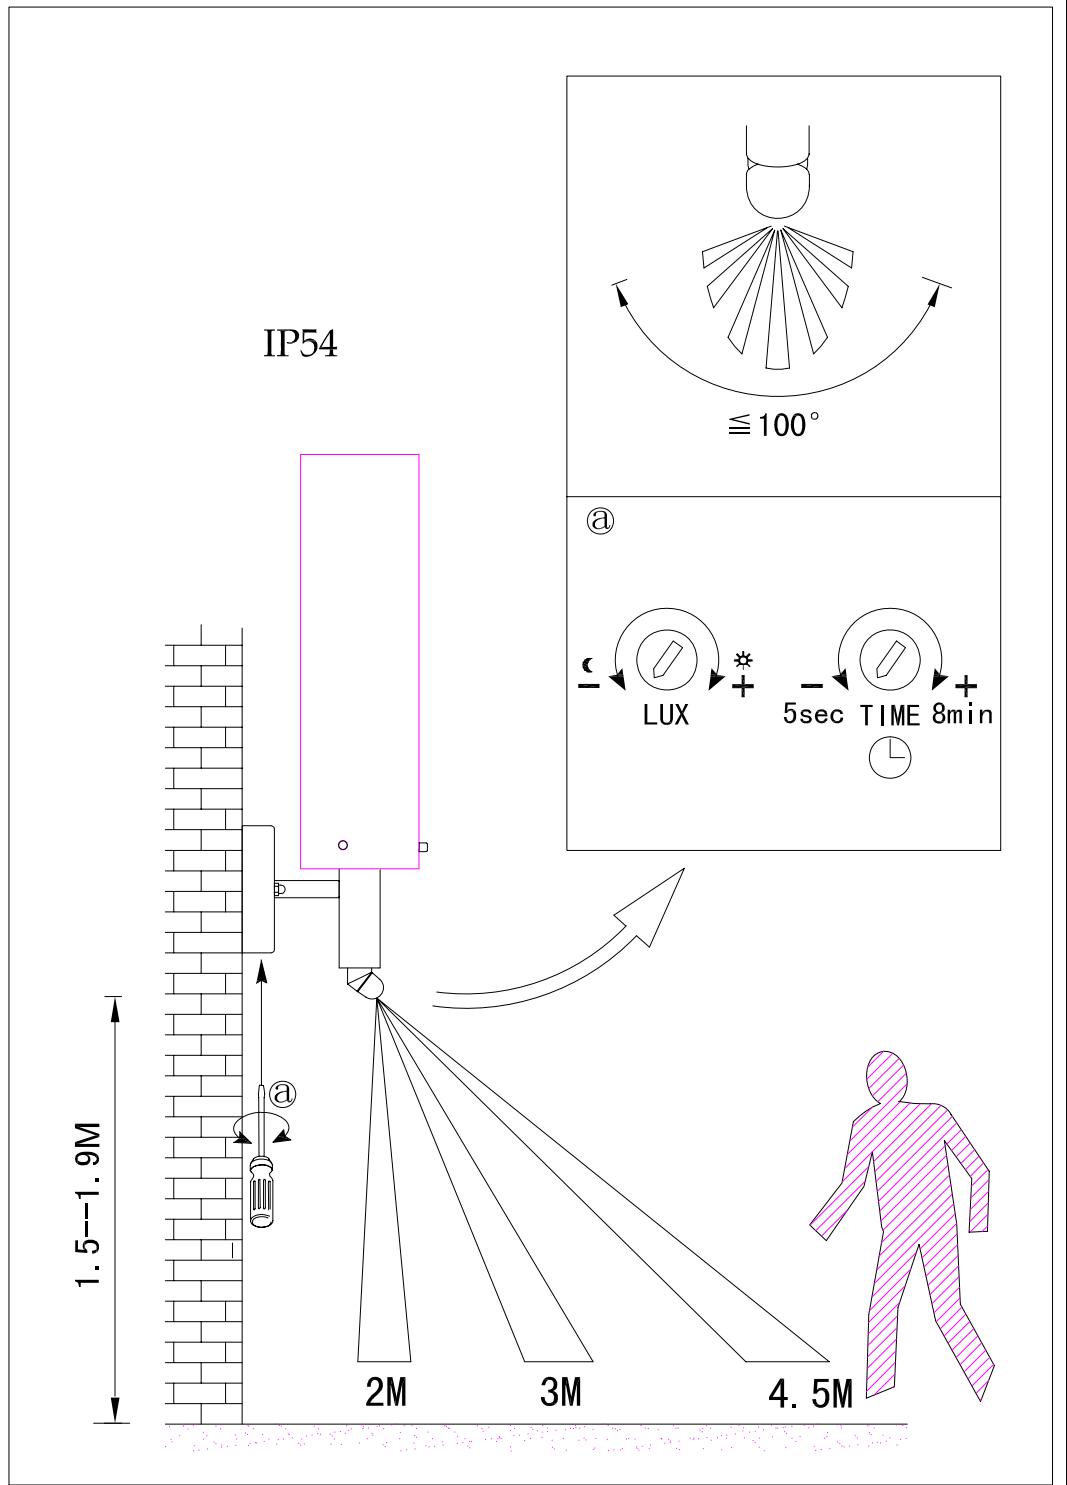 IP54
≦100°
ⓐ
LUX
5sec TIME 8min
ⓐ
1.5--1.9M
2M 3M 4.5M